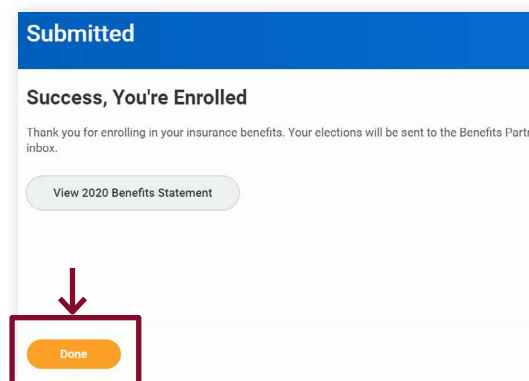 Submitted
Success, You're Enrolled
Thank you for enrolling in your insurance benefits. Your elections will be sent to the Benefits
inbox.
View 2020 Benefits Statement
Done